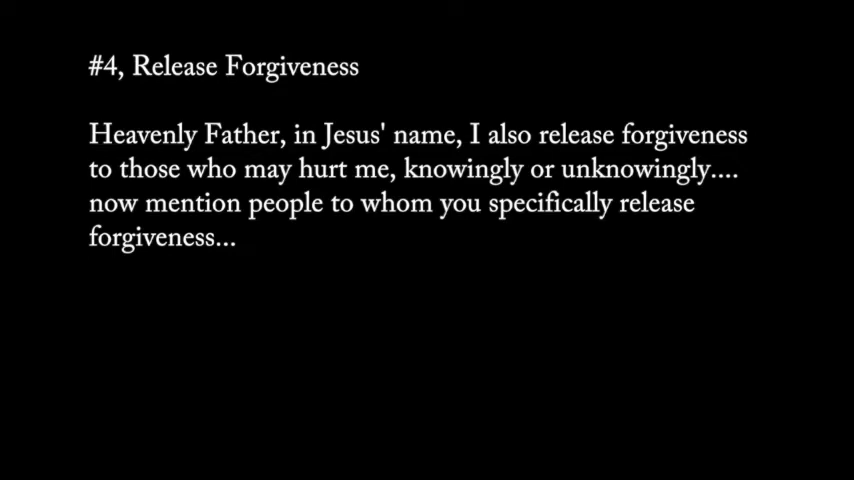 #4, Release Forgiveness
Heavenly Father, in Jesus' name, I also release forgiveness
to those who may hurt me, knowingly or unknowingly....
now mention people to whom you specifically release
forgiveness...